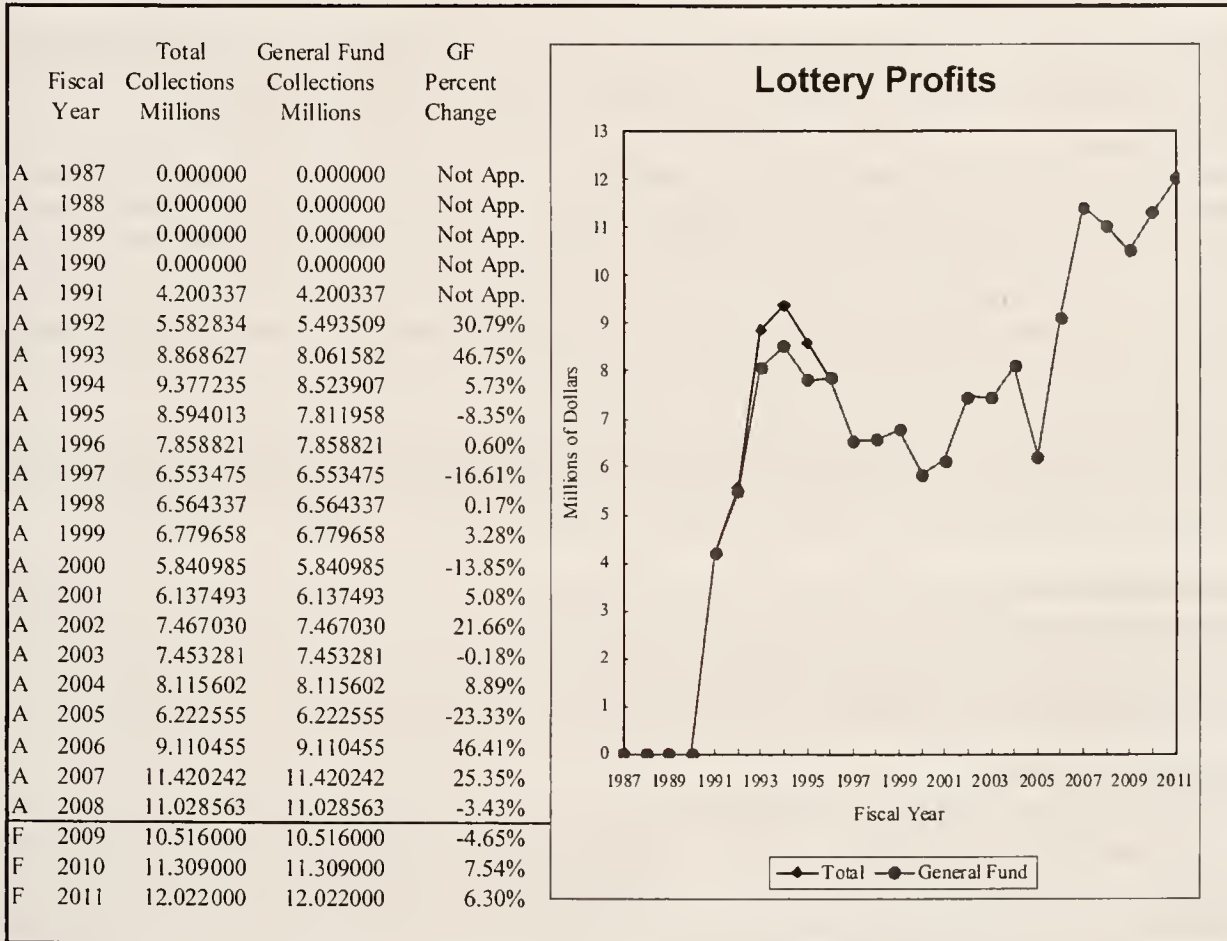 Total General Fund GF
Fiscal Collections Collections Percent
Year Millions Millions Change
A 1987 0.000000 0.000000 Not App.
A 1988 0.000000 0.000000 Not App.
A 1989 0.000000 0.000000 Not App.
A 1990 0.000000 0.000000 Not App.
A 1991 4.200337 4.200337 Not App.
A 1992 5.582834 5.493509 30.79%
A 1993 8.868627 8.061582 46.75%
A 1994 9.377235 8.523907 5.73%
A 1995 8.594013 7.811958 -8.35%
A 1996 7.858821 7.858821 0.60%
A 1997 6.553475 6.553475 -16.61%
A 1998 6.564337 6.564337 0.17%
A 1999 6.779658 6.779658 3.28%
A 2000 5.840985 5.840985 -13.85%
A 2001 6.137493 6.137493 5.08%
A 2002 7.467030 7.467030 21.66%
A 2003 7.453281 7.453281 -0.18%
A 2004 8.115602 8.115602 8.89%
A 2005 6.222555 6.222555 -23.33%
A 2006 9.110455 9.110455 46.41%
A 2007 11.420242 11.420242 25.35%
A 2008 11.028563 11.028563 -3.43%
F 2009 10.516000 10.516000 -4.65%
F 2010 11.309000 11.309000 7.54%
F 2011 12.022000 12.022000 6.30%
Lottery Profits
13
12
11
10
9
8
7
6
5
4
3
2
1
0
Millions of Dollars
1987 1989 1991 1993 1995 1997 1999 2001 2003 2005 2007 2009 2011
Fiscal Year
Total General Fund